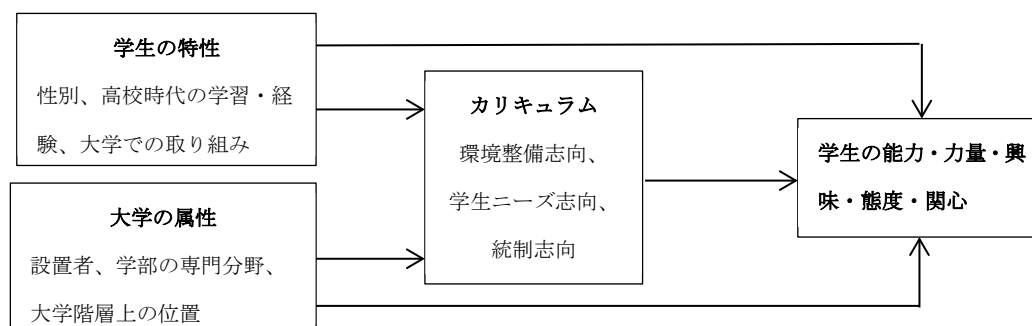 学生の特性
性別、高校時代の学習・経
験、大学での取り組み
大学の属性
設置者、学部の専門分野、
大学階層上の位置
カリキュラム
環境整備志向、
学生ニーズ志向、
統制志向
学生の能力・力量・興
味・態度・関心